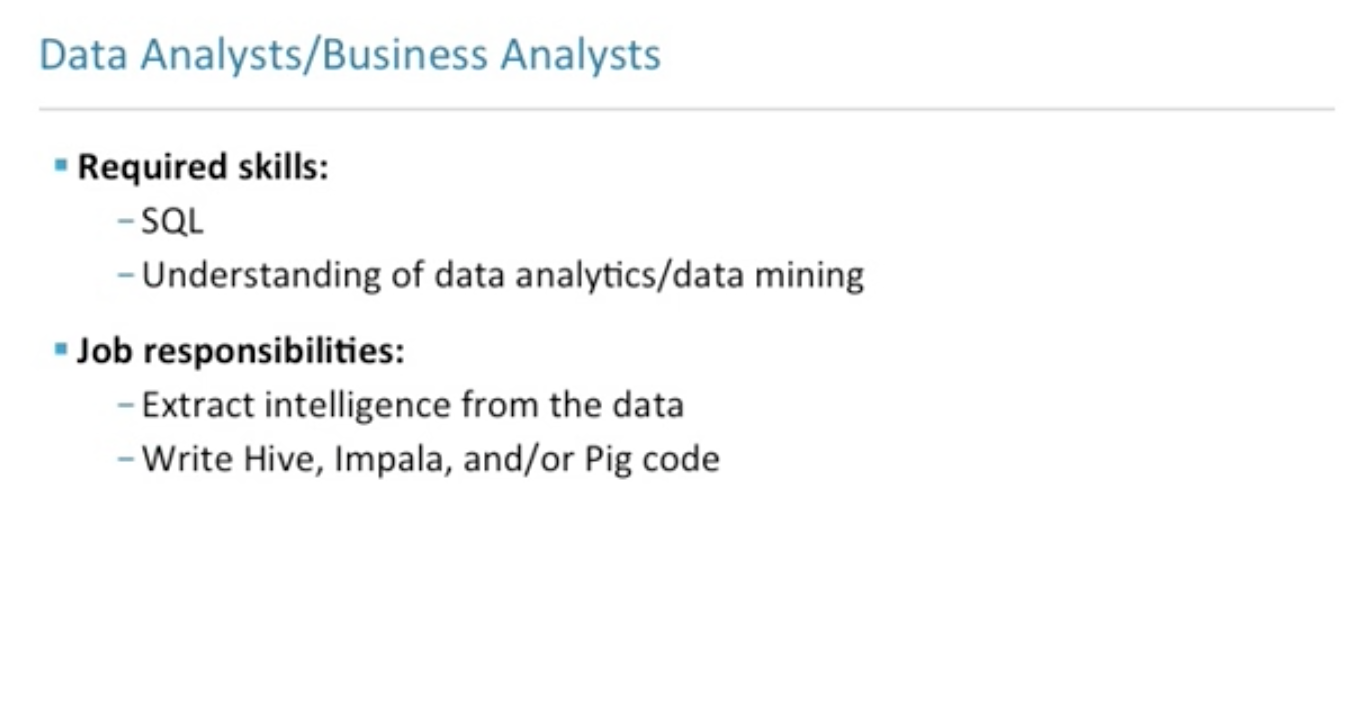 Data Analysts/Business Analysts
▪ Required skills:
– SQL
– Understanding of data analytics/data mining
▪ Job responsibilities:
– Extract intelligence from the data
– Write Hive, Impala, and/or Pig code